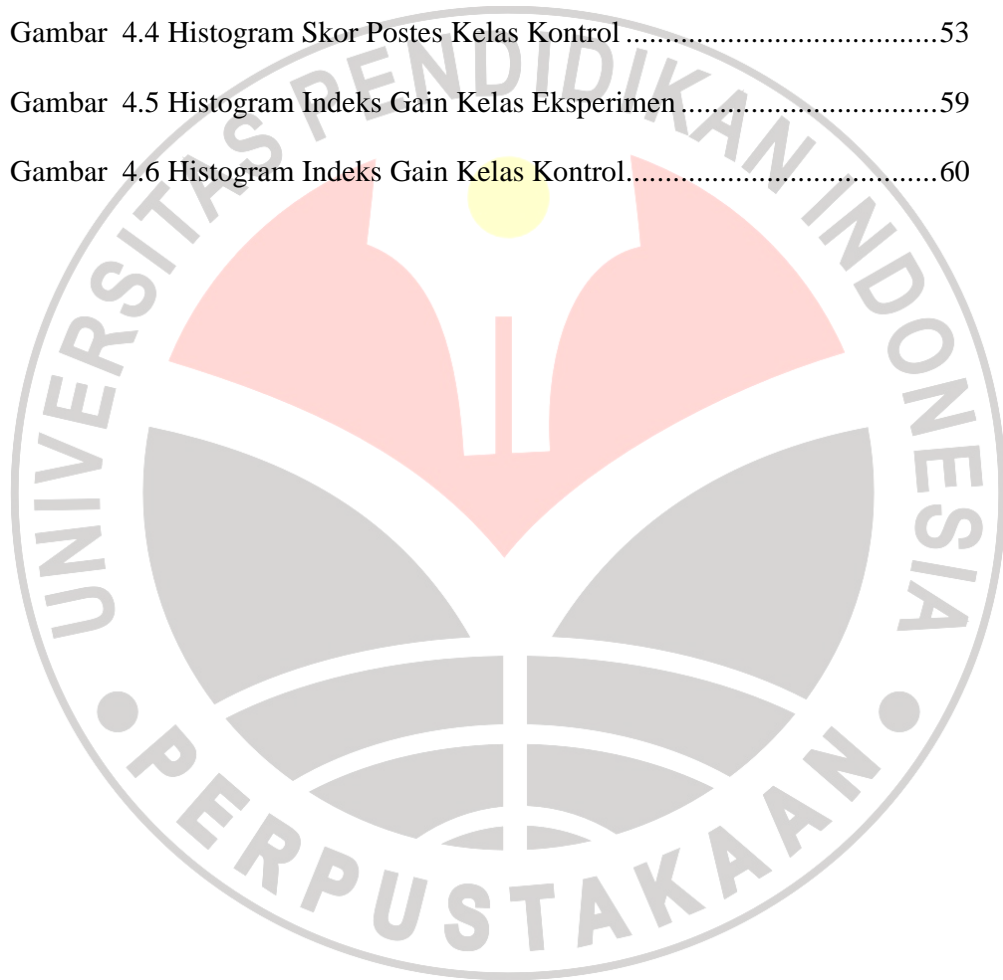 Gambar 4.4 Histogram Skor Postes Kelas Kontrol ..................................53
Gambar 4.5 Histogram Indeks Gain Kelas Eksperimen ............................59
Gambar 4.6 Histogram Indeks Gain Kelas Kontrol..................................60
UNIVERSITAS PENDIDIKAN INDONESIA
PERPUSTAKAAN